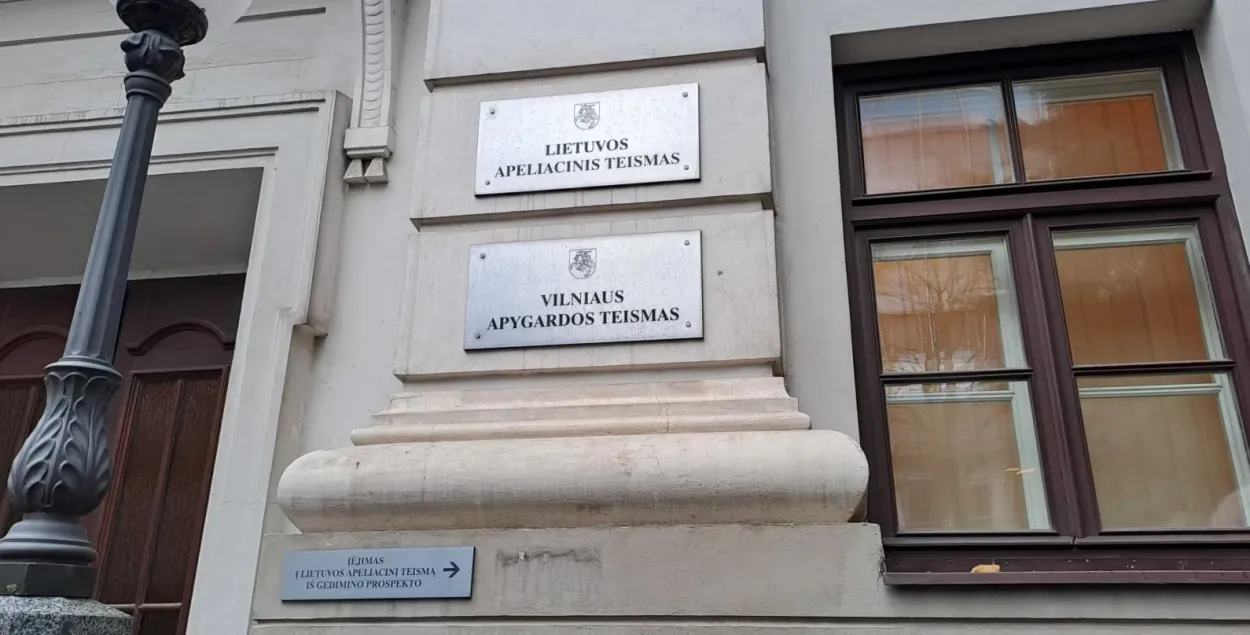 LIETUVOS
APELIACINIS TEISMAS
VILNIAUS
APYGARDOS TEISMAS
ĮĖJIMAS
Į LIETUVOS APELIACINĮ TEISMĄ
IŠ GEDIMINO PROSPEKTO